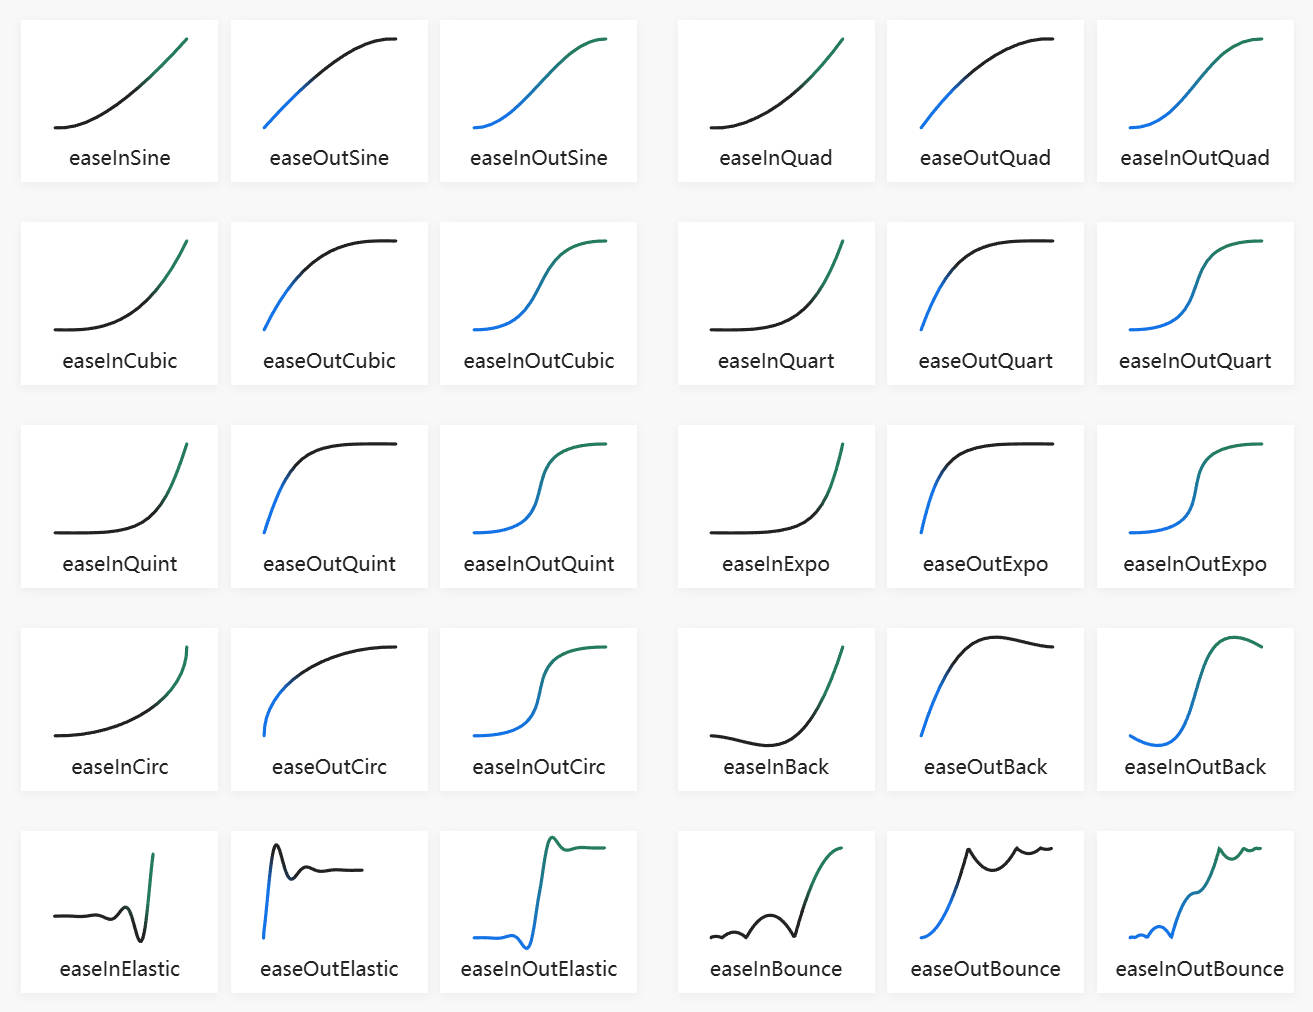 easeInSine
easeOutSine
easeInOutSine
easeInQuad
easeOutQuad
easeInOutQuad
easeInCubic
easeOutCubic
easeInOutCubic
easeInQuart
easeOutQuart
easeInOutQuart
easeInQuint
easeOutQuint
easeInOutQuint
easeInExpo
easeOutExpo
easeInOutExpo
easeInCirc
easeOutCirc
easeInOutCirc
easeInBack
easeOutBack
easeInOutBack
easeInElastic
easeOutElastic
easeInOutElastic
easeInBounce
easeOutBounce
easeInOutBounce